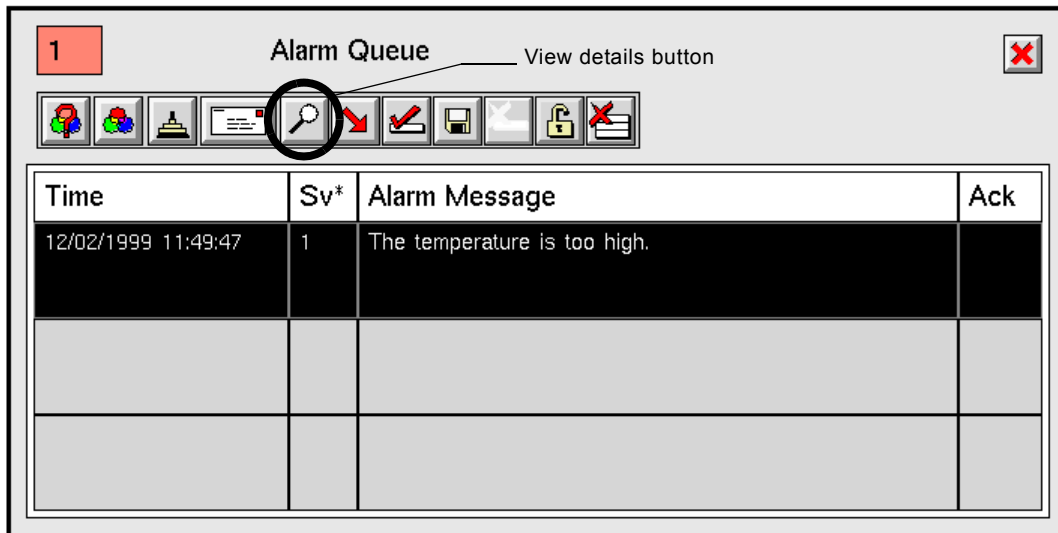 1
Alarm Queue
View details button
Time Sv* Alarm Message Ack
12/02/1999 11:49:47 1 The temperature is too high.